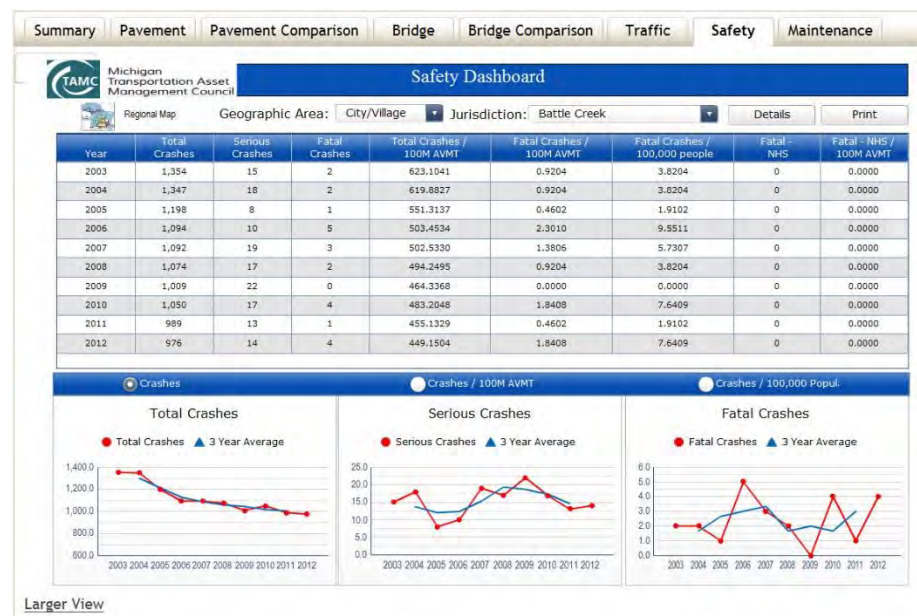 Summary Pavement Pavement Comparison Bridge Bridge Comparison Traffic Safety Maintenance
TAMC
Michigan
Transportation Asset
Management Council
Safety Dashboard
Regional Map Geographic Area: City/Village Jurisdiction: Battle Creek Details Print
Year Total Crashes Serious Crashes Fatal Crashes Total Crashes / 100M AVMT Fatal Crashes / 100M AVMT Fatal Crashes / 100,000 people Fatal - NHS Fatal - NHS / 100M AVMT
2003 1,354 15 2 623.1041 0.9204 3.8204 0 0.0000
2004 1,347 18 2 619.8827 0.9204 3.8204 0 0.0000
2005 1,198 8 1 551.3137 0.4602 1.9102 0 0.0000
2006 1,094 10 5 503.4534 2.3010 9.5511 0 0.0000
2007 1,092 19 3 502.5330 1.3806 5.7307 0 0.0000
2008 1,074 17 2 494.2495 0.9204 3.8204 0 0.0000
2009 1,009 22 0 464.3368 0.0000 0.0000 0 0.0000
2010 1,050 17 4 483.2048 1.8408 7.6409 0 0.0000
2011 989 13 1 455.1329 0.4602 1.9102 0 0.0000
2012 976 14 4 449.1504 1.8408 7.6409 0 0.0000
Crashes Crashes / 100M AVMT Crashes / 100,000 Popul.
Total Crashes
Total Crashes 3 Year Average
1,400.0
1,200.0
1,000.0
800.0
600.0
2003 2004 2005 2006 2007 2008 2009 2010 2011 2012
Serious Crashes
Serious Crashes 3 Year Average
25.0
20.0
15.0
10.0
5.0
0.0
2003 2004 2005 2006 2007 2008 2009 2010 2011 2012
Fatal Crashes
Fatal Crashes 3 Year Average
6.0
5.0
4.0
3.0
2.0
1.0
0.0
2003 2004 2005 2006 2007 2008 2009 2010 2011 2012
Larger View